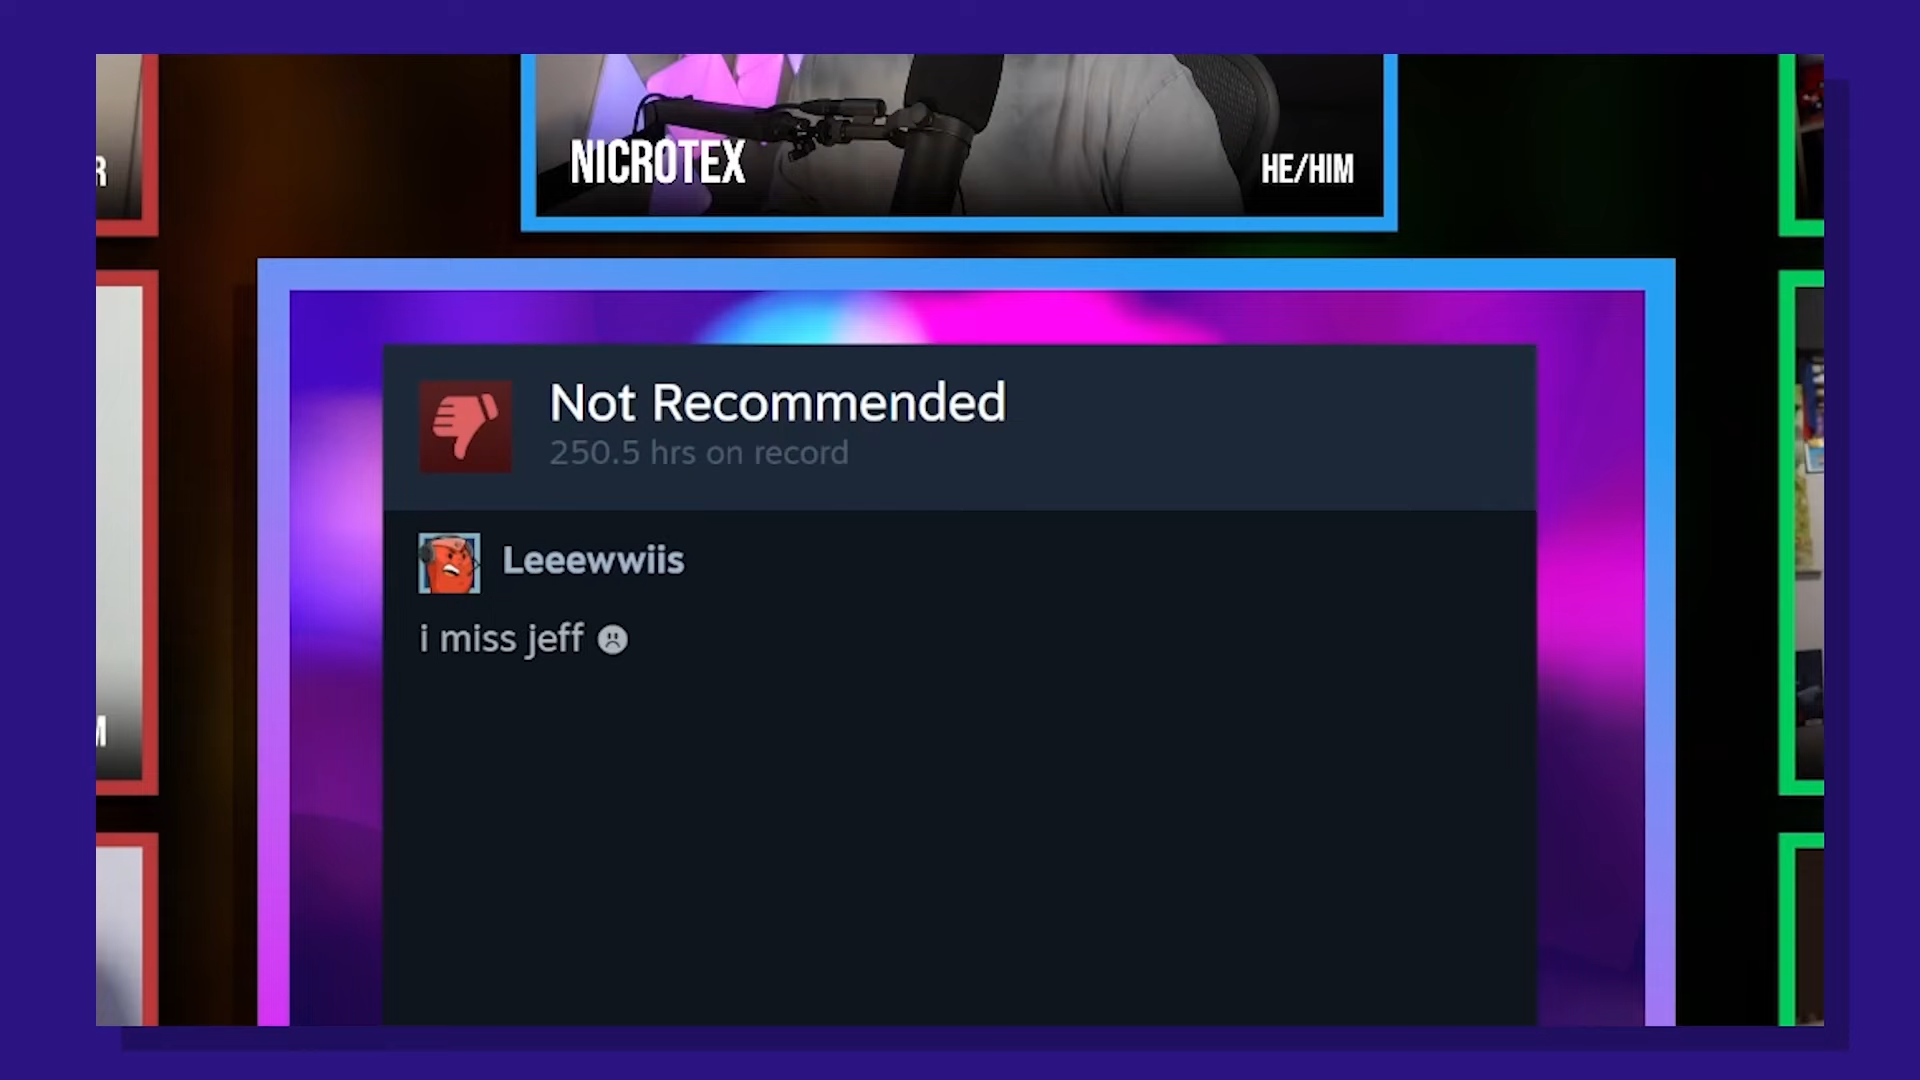 R
NICROTEX
HE/HIM
Not Recommended
250.5 hrs on record
Leeewwiis
i miss jeff
M